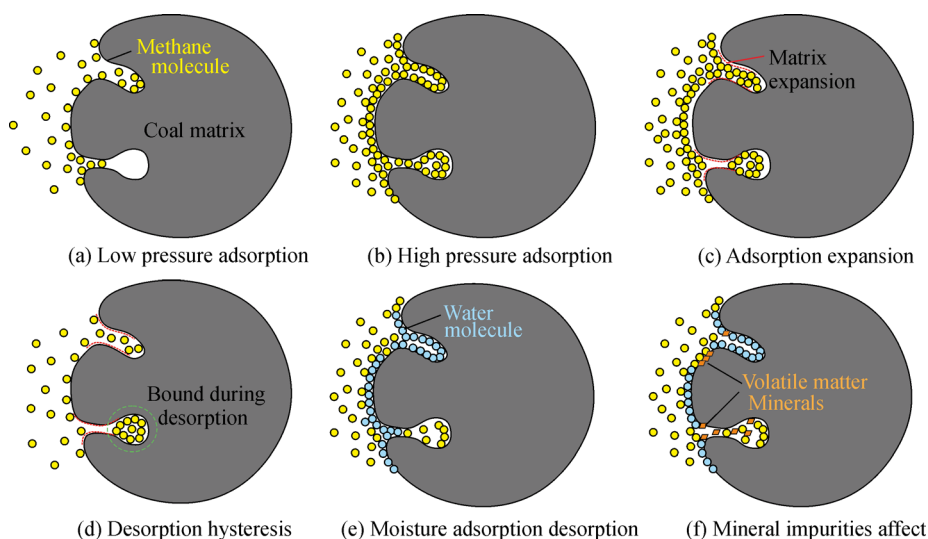 Methane
molecule
Coal matrix
(a) Low pressure adsorption
(b) High pressure adsorption
Matrix
expansion
(c) Adsorption expansion
Bound during
desorption
(d) Desorption hysteresis
Water
molecule
(e) Moisture adsorption desorption
Volatile matter
Minerals
(f) Mineral impurities affect